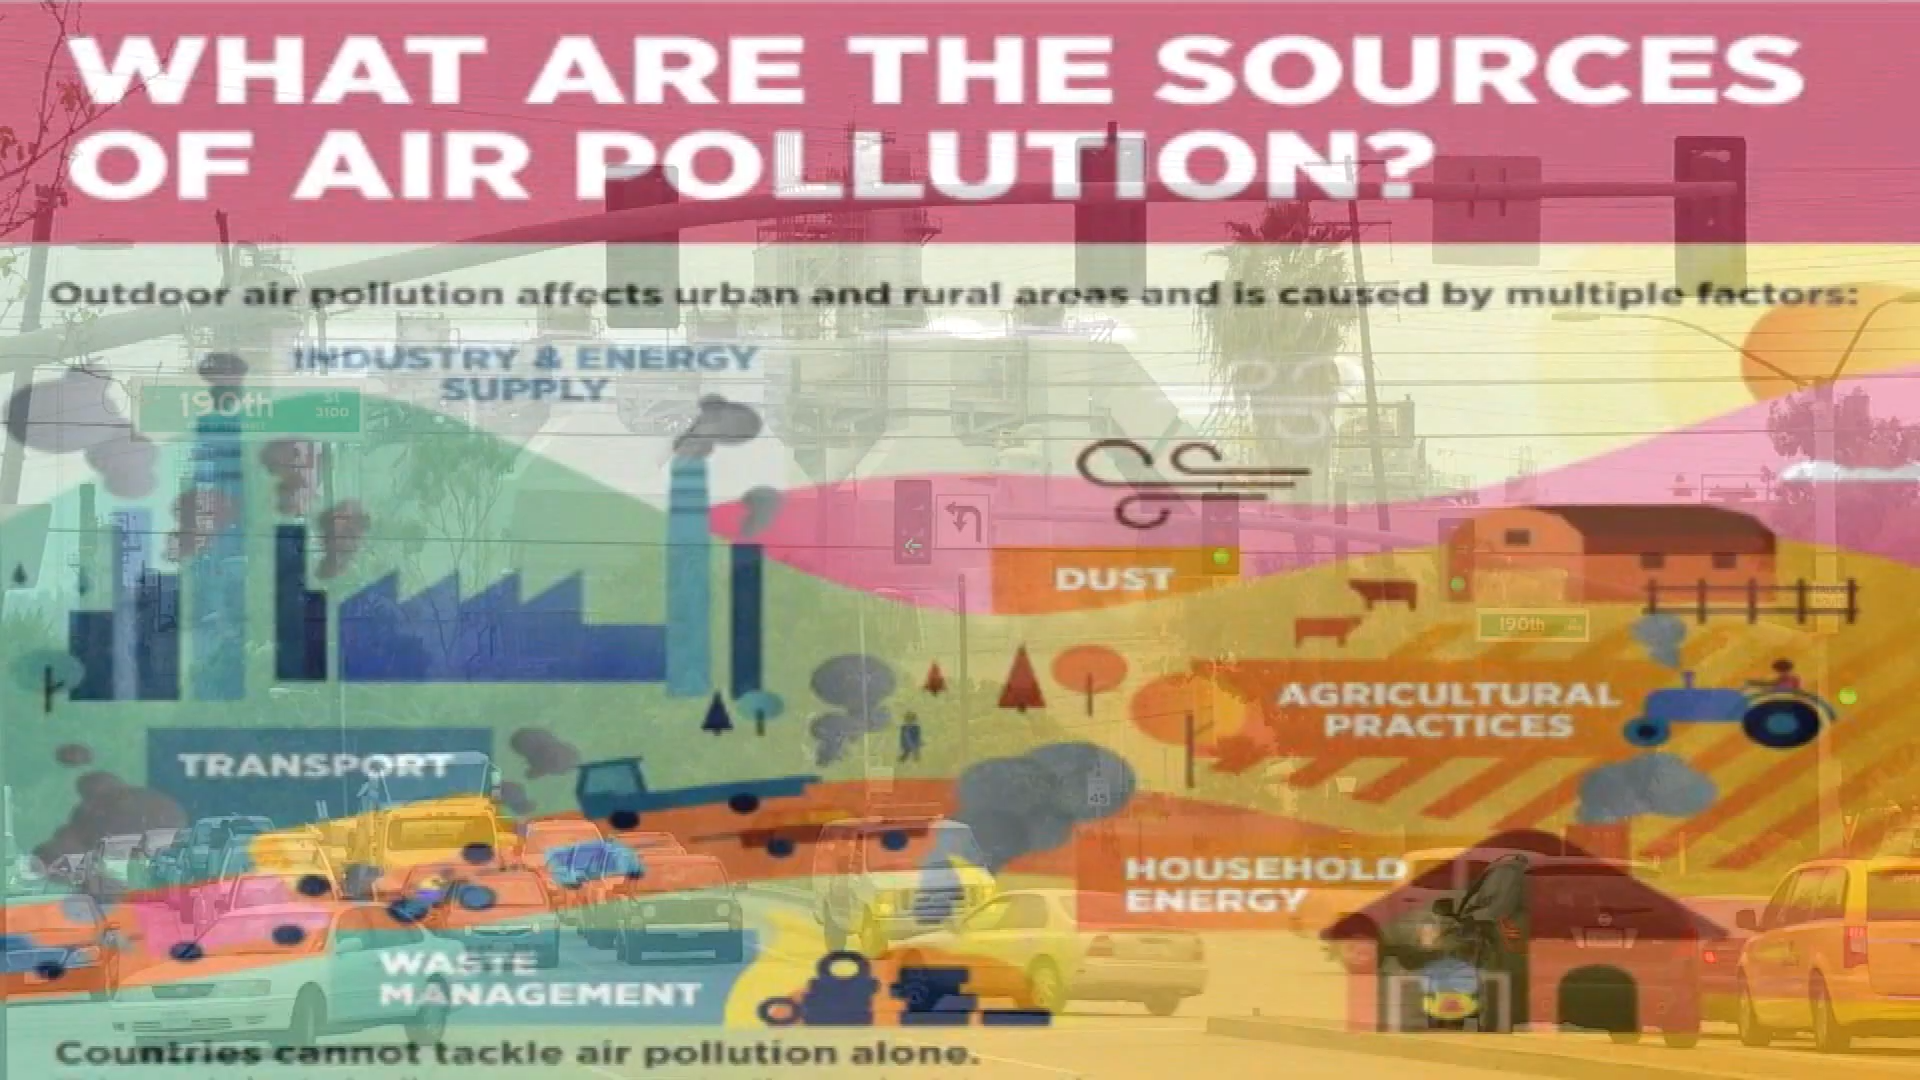 WHAT ARE THE SOURCES
OF AIR POLLUTION?
Outdoor air pollution affects urban and rural areas and is caused by multiple factors:
INDUSTRY & ENERGY
SUPPLY
190th
St
3100
DUST
190th
AGRICULTURAL
PRACTICES
TRANSPORT
45
HOUSEHOLD
ENERGY
WASTE
MANAGEMENT
Countries cannot tackle air pollution alone.